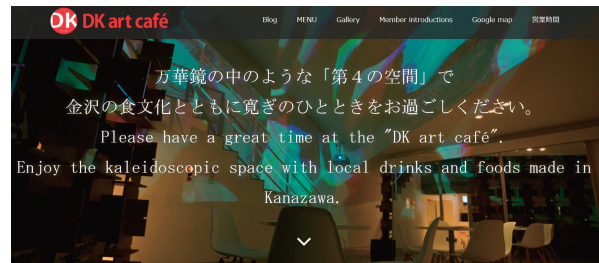 DK DK art café
Blog MENU Gallery Member introductions Google map 営業時間
万華鏡の中のような「第４の空間」で
金沢の食文化とともに寛ぎのひとときをお過ごしください。
Please have a great time at the "DK art café".
Enjoy the kaleidoscopic space with local drinks and foods made in
Kanazawa.